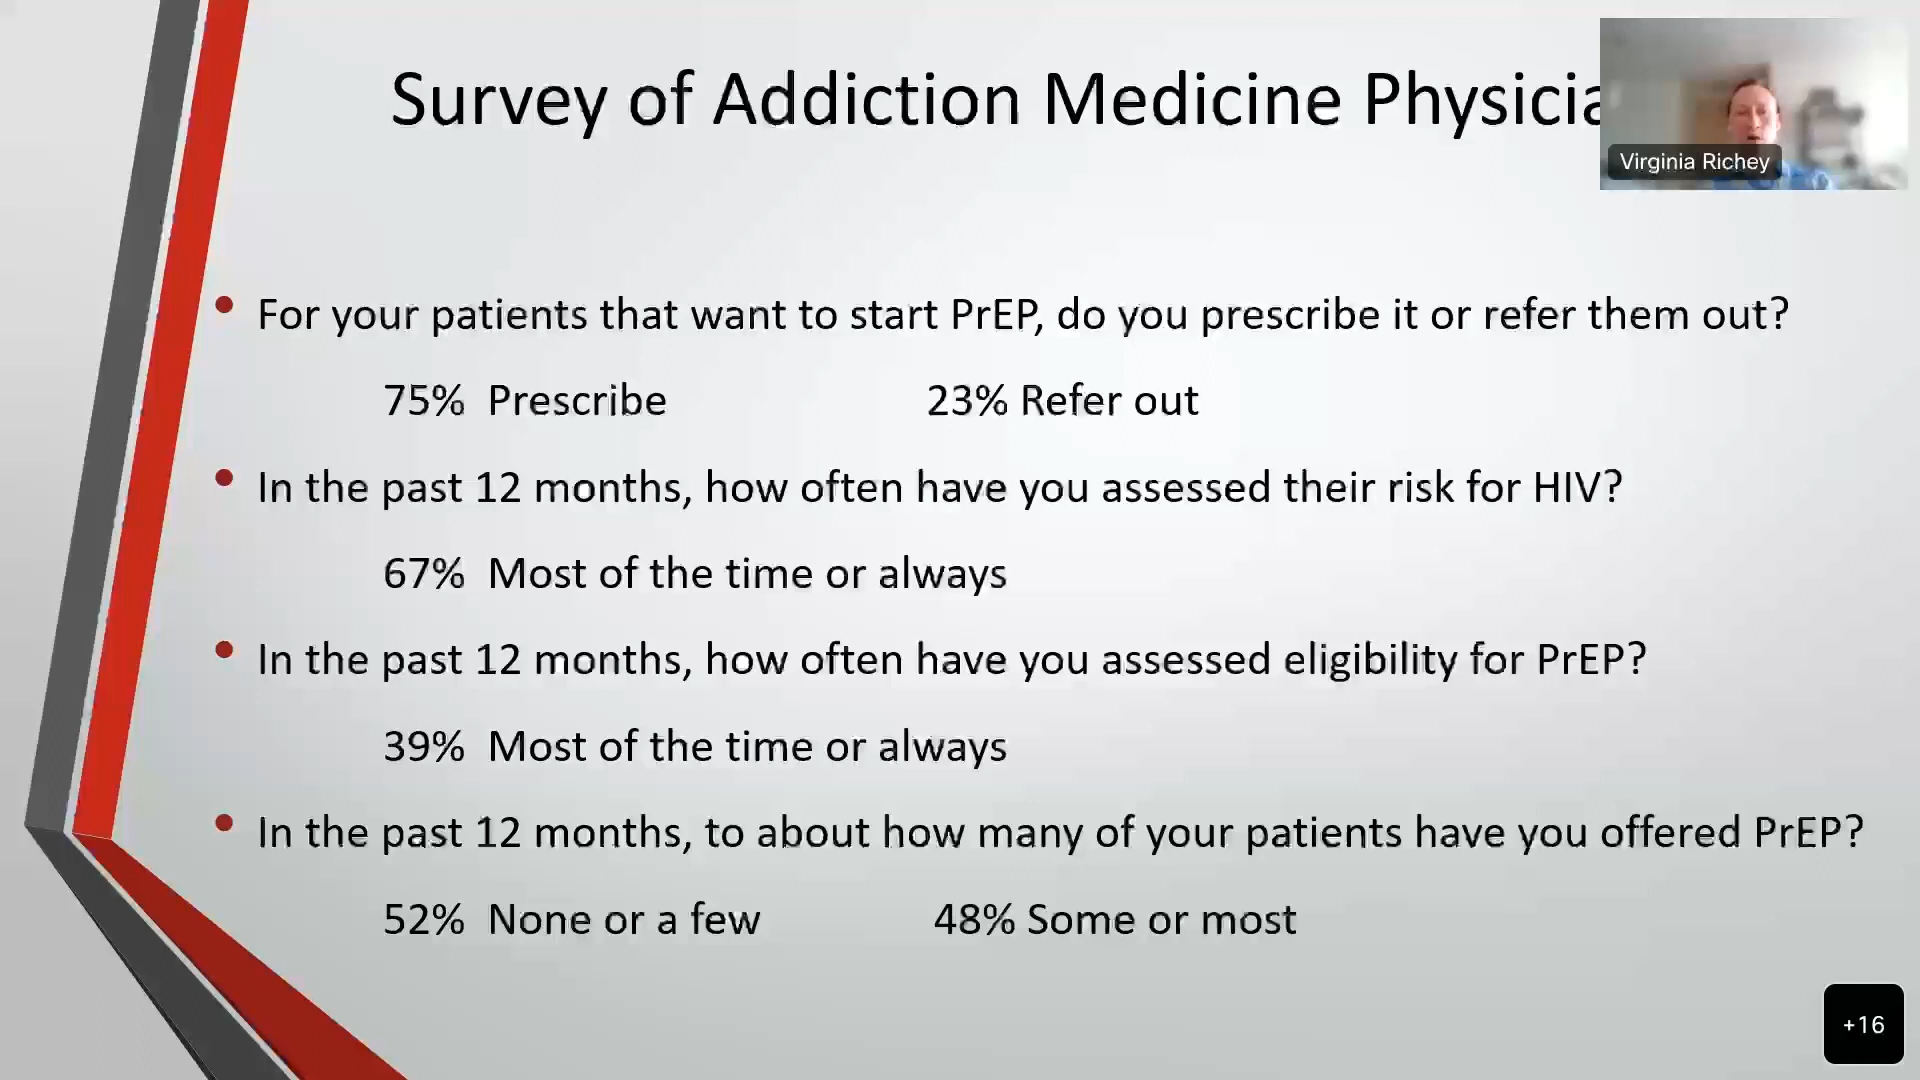 Survey of Addiction Medicine Physicia
Virginia Richey
• For your patients that want to start PrEP, do you prescribe it or refer them out?
75% Prescribe 23% Refer out
• In the past 12 months, how often have you assessed their risk for HIV?
67% Most of the time or always
• In the past 12 months, how often have you assessed eligibility for PrEP?
39% Most of the time or always
• In the past 12 months, to about how many of your patients have you offered PrEP?
52% None or a few 48% Some or most
+16